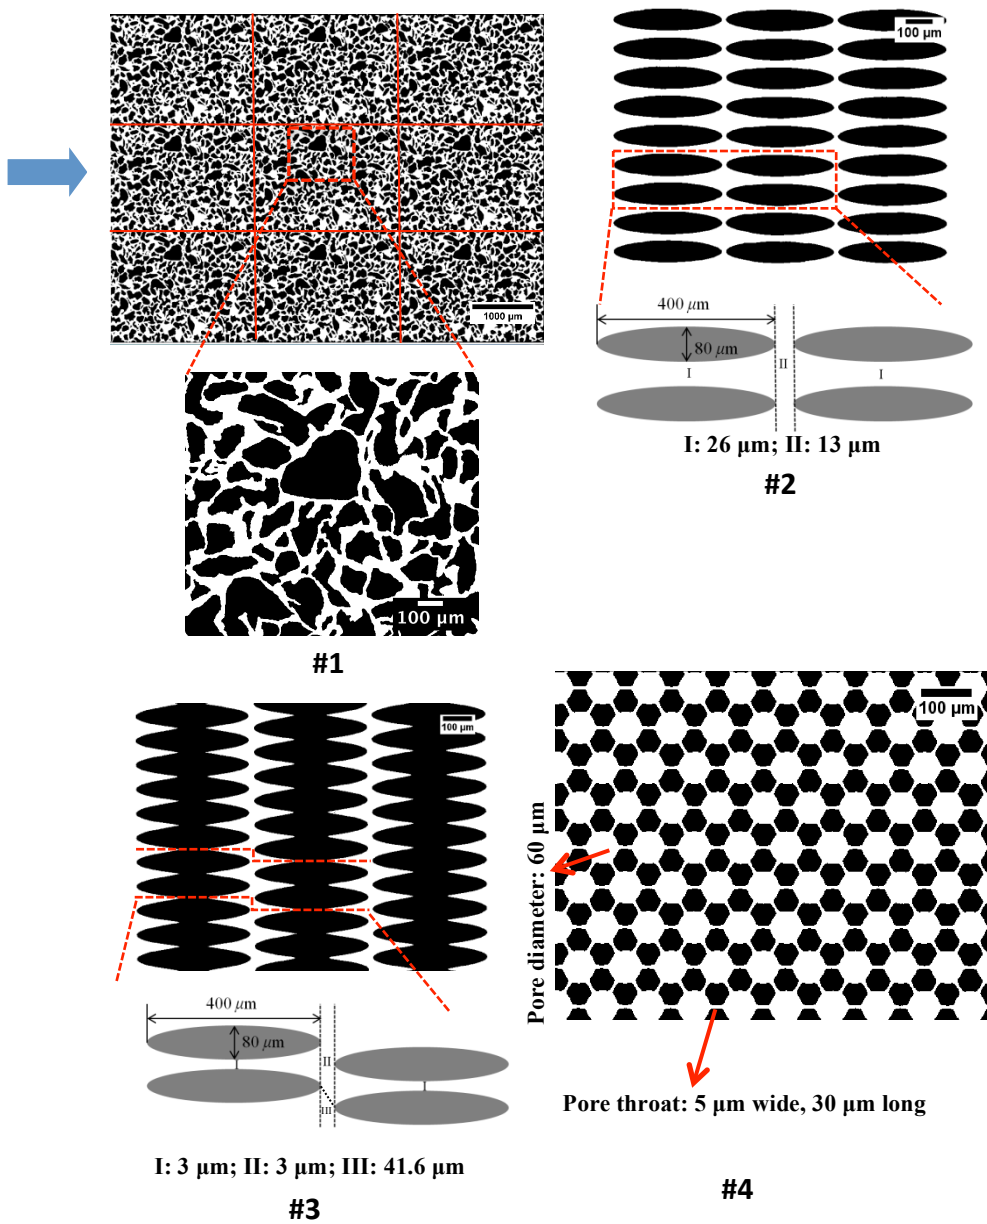 1000 µm
100 µm
#1
100 µm
400 µm
80 µm
II
I
I
I: 26 µm; II: 13 µm
#2
100 µm
400 µm
80 µm
II
I
I
III
I: 3 µm; II: 3 µm; III: 41.6 µm
#3
100 µm
Pore diameter: 60 µm
Pore throat: 5 µm wide, 30 µm long
#4